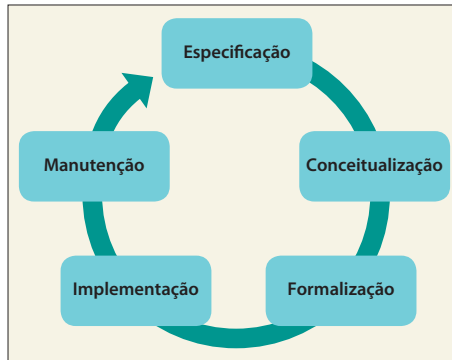 Especificação
Conceitualização
Formalização
Implementação
Manutenção